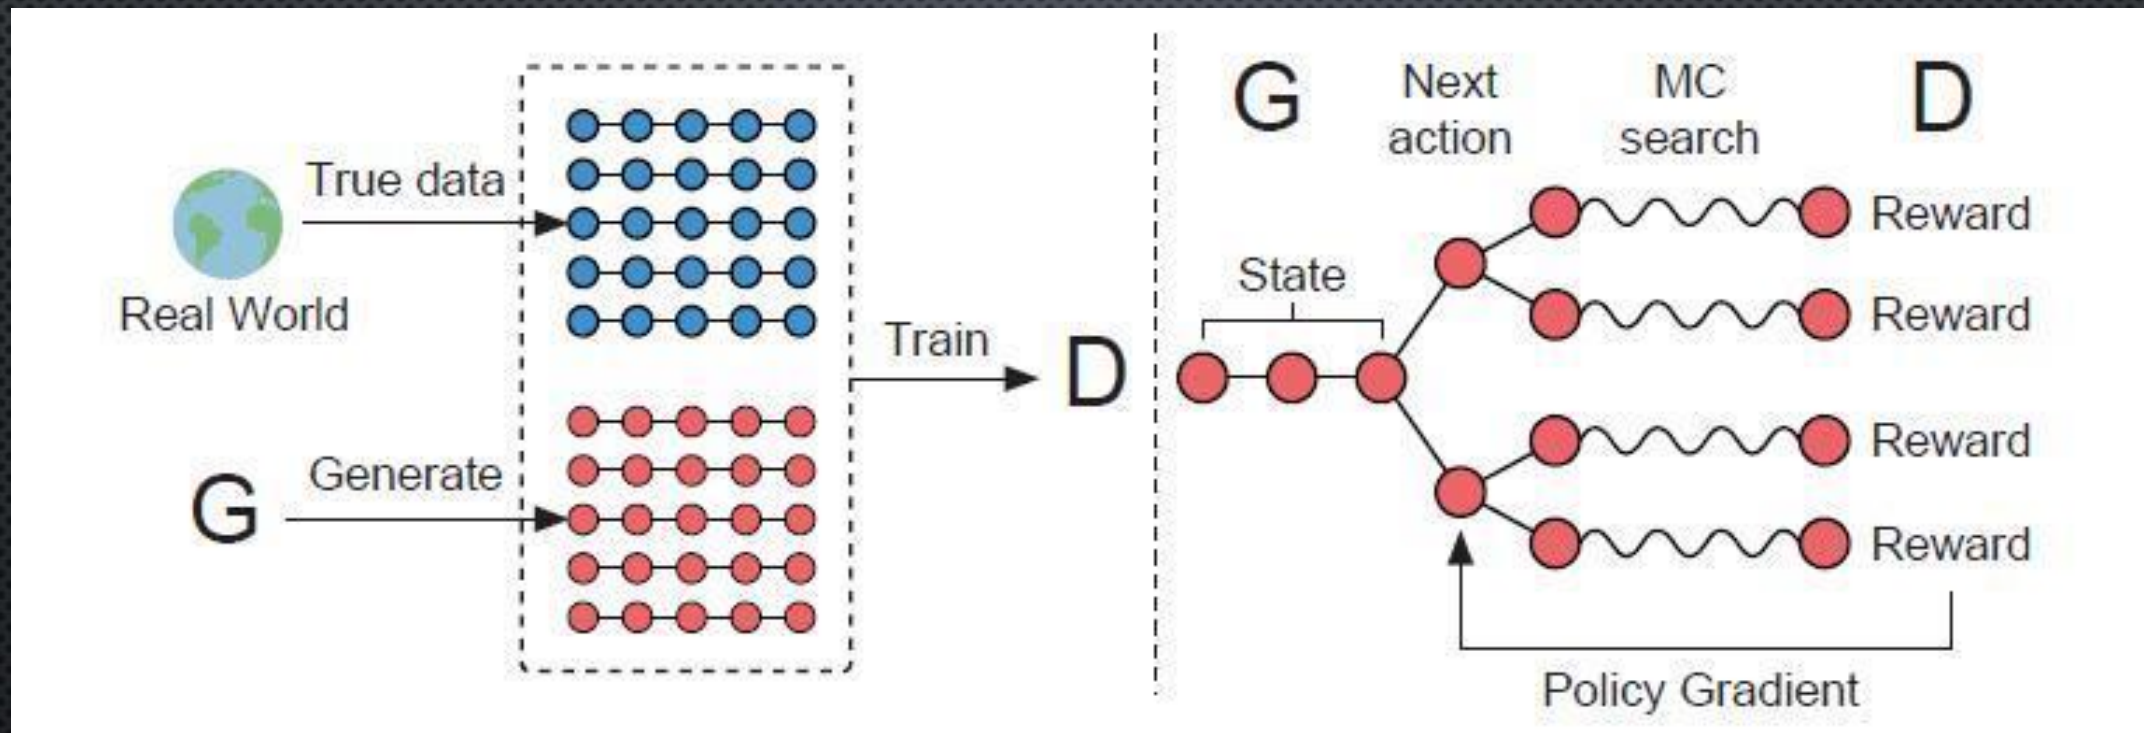 True data
Real World
G
Generate
Train
D
G
Next
action
MC
search
D
State
Reward
Reward
Reward
Reward
Policy Gradient